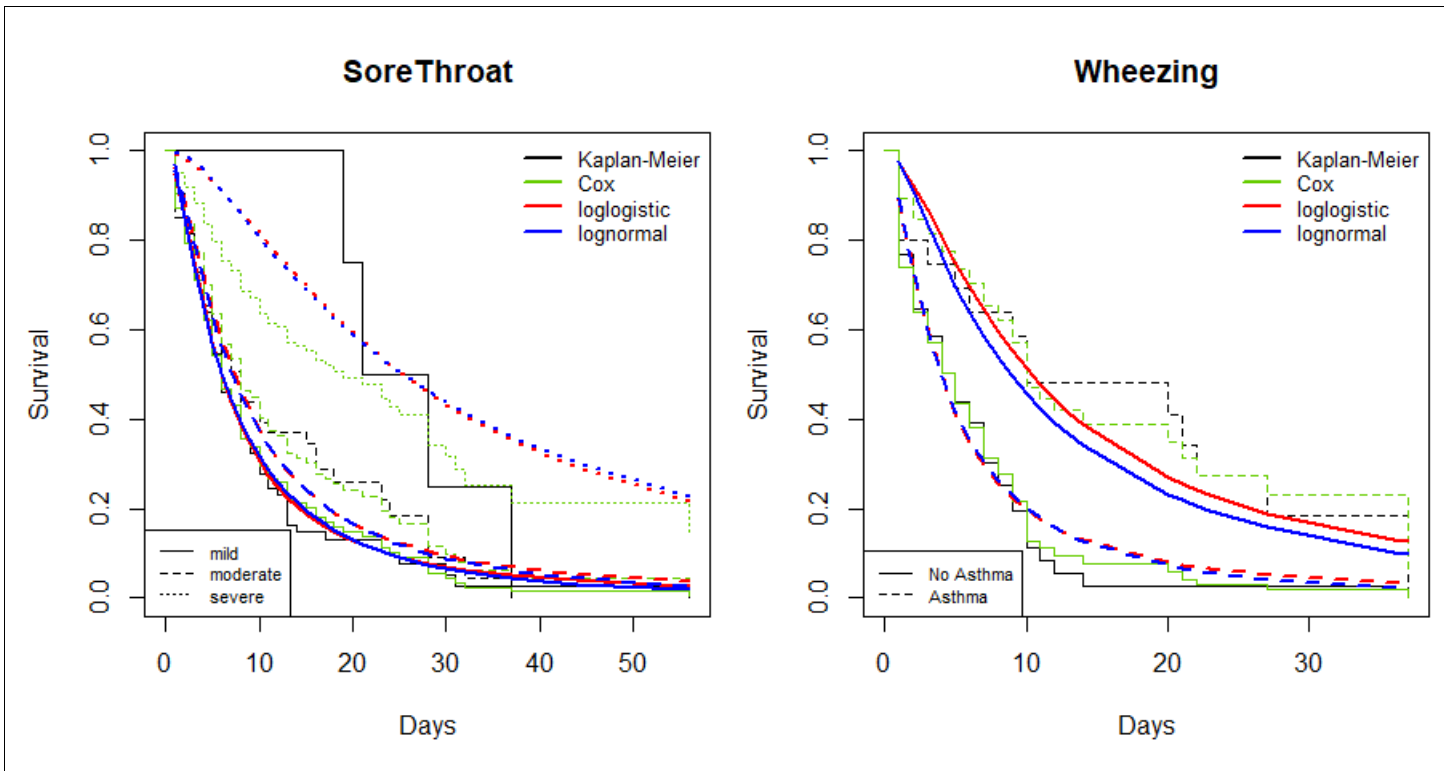 SoreThroat
Survival
0.0 0.2 0.4 0.6 0.8 1.0
Kaplan-Meier
Cox
loglogistic
lognormal
mild
moderate
severe
0 10 20 30 40 50
Days
Wheezing
Survival
0.0 0.2 0.4 0.6 0.8 1.0
Kaplan-Meier
Cox
loglogistic
lognormal
No Asthma
Asthma
0 10 20 30
Days